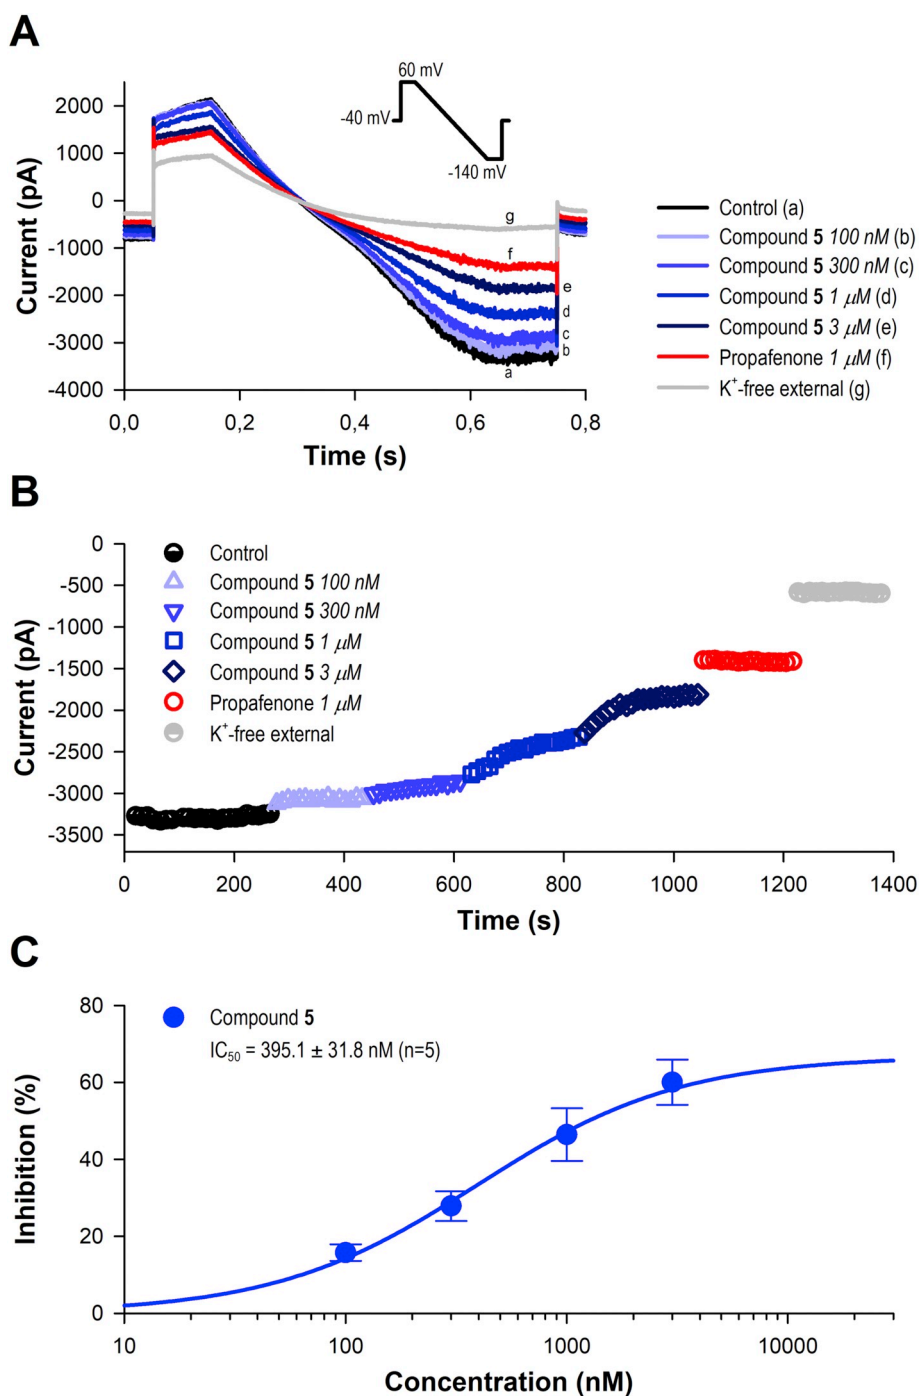 A
60 mV
-40 mV
-140 mV
2000
1000
0
-1000
-2000
-3000
-4000
Current (pA)
g
f
e
d
c
b
a
0,0 0,2 0,4 0,6 0,8
Time (s)
Control (a)
Compound 5 100 nM (b)
Compound 5 300 nM (c)
Compound 5 1 μM (d)
Compound 5 3 μM (e)
Propafenone 1 μM (f)
K⁺-free external (g)
B
0
-500
-1000
-1500
-2000
-2500
-3000
-3500
Current (pA)
Control
Compound 5 100 nM
Compound 5 300 nM
Compound 5 1 μM
Compound 5 3 μM
Propafenone 1 μM
K⁺-free external
0 200 400 600 800 1000 1200 1400
Time (s)
C
80
60
40
20
0
Inhibition (%)
Compound 5
IC₅₀ = 395.1 ± 31.8 nM (n=5)
10 100 1000 10000
Concentration (nM)